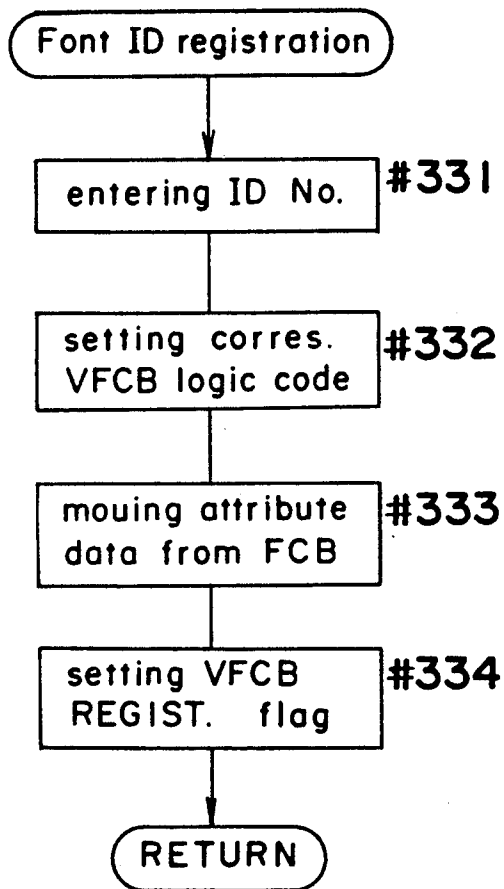 Font ID registration
entering ID No.
#331
setting corres.
VFCB logic code
#332
mouing attribute
data from FCB
#333
setting VFCB
REGIST. flag
#334
RETURN